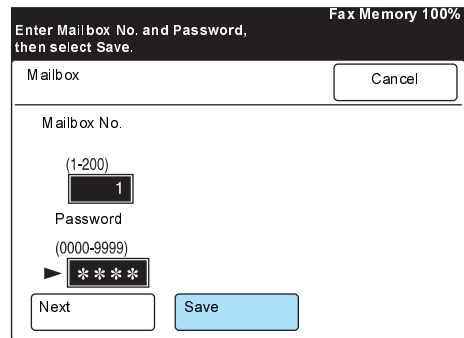 Fax Memory 100%
Enter Mailbox No. and Password,
then select Save.
Mailbox
Cancel
Mailbox No.
(1-200)
1
Password
(0000-9999)
****
Next
Save